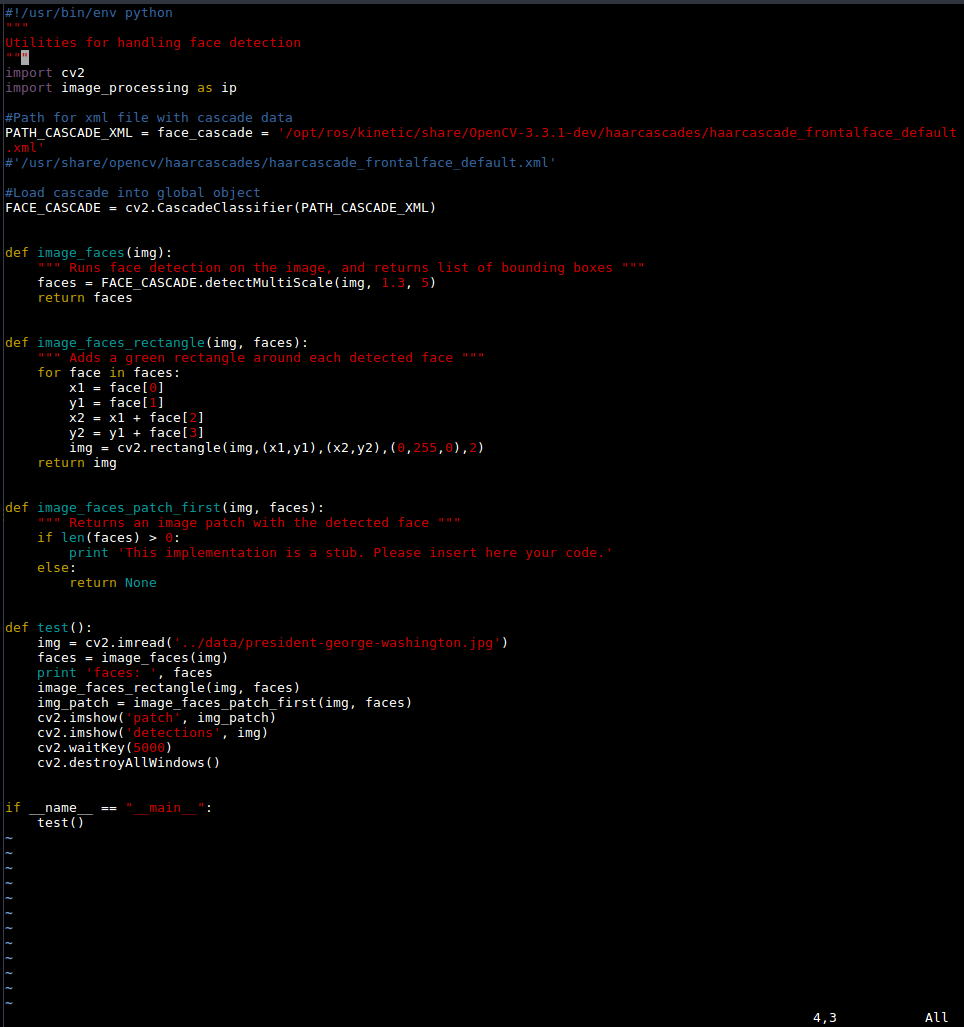 #!/usr/bin/env python
"""
Utilities for handling face detection
"""
import cv2
import image_processing as ip

#Path for xml file with cascade data
PATH_CASCADE_XML = face_cascade = '/opt/ros/kinetic/share/OpenCV-3.3.1-dev/haarcascades/haarcascade_frontalface_default
.xml'
#'/usr/share/opencv/haarcascades/haarcascade_frontalface_default.xml'

#Load cascade into global object
FACE_CASCADE = cv2.CascadeClassifier(PATH_CASCADE_XML)


def image_faces(img):
    """ Runs face detection on the image, and returns list of bounding boxes """
    faces = FACE_CASCADE.detectMultiScale(img, 1.3, 5)
    return faces


def image_faces_rectangle(img, faces):
    """ Adds a green rectangle around each detected face """
    for face in faces:
        x1 = face[0]
        y1 = face[1]
        x2 = x1 + face[2]
        y2 = y1 + face[3]
        img = cv2.rectangle(img,(x1,y1),(x2,y2),(0,255,0),2)
    return img


def image_faces_patch_first(img, faces):
    """ Returns an image patch with the detected face """
    if len(faces) > 0:
        print 'This implementation is a stub. Please insert here your code.'
    else:
        return None


def test():
    img = cv2.imread('../data/president-george-washington.jpg')
    faces = image_faces(img)
    print 'faces: ', faces
    image_faces_rectangle(img, faces)
    img_patch = image_faces_patch_first(img, faces)
    cv2.imshow('patch', img_patch)
    cv2.imshow('detections', img)
    cv2.waitKey(5000)
    cv2.destroyAllWindows()


if __name__ == "__main__":
    test()
~
~
~
~
~
~
~
~
~
~
~
~
4,3 All